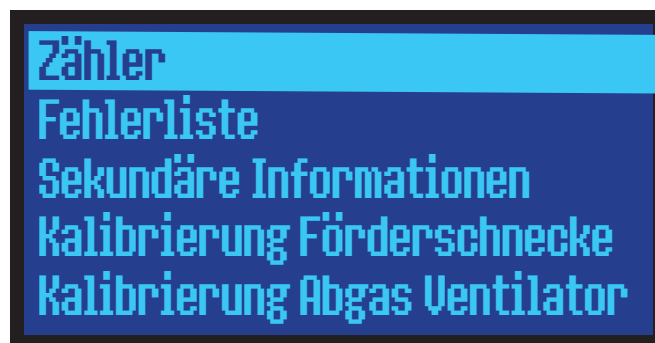 Zähler
Fehlerliste
Sekundäre Informationen
Kalibrierung Förderschnecke
Kalibrierung Abgas Ventilator